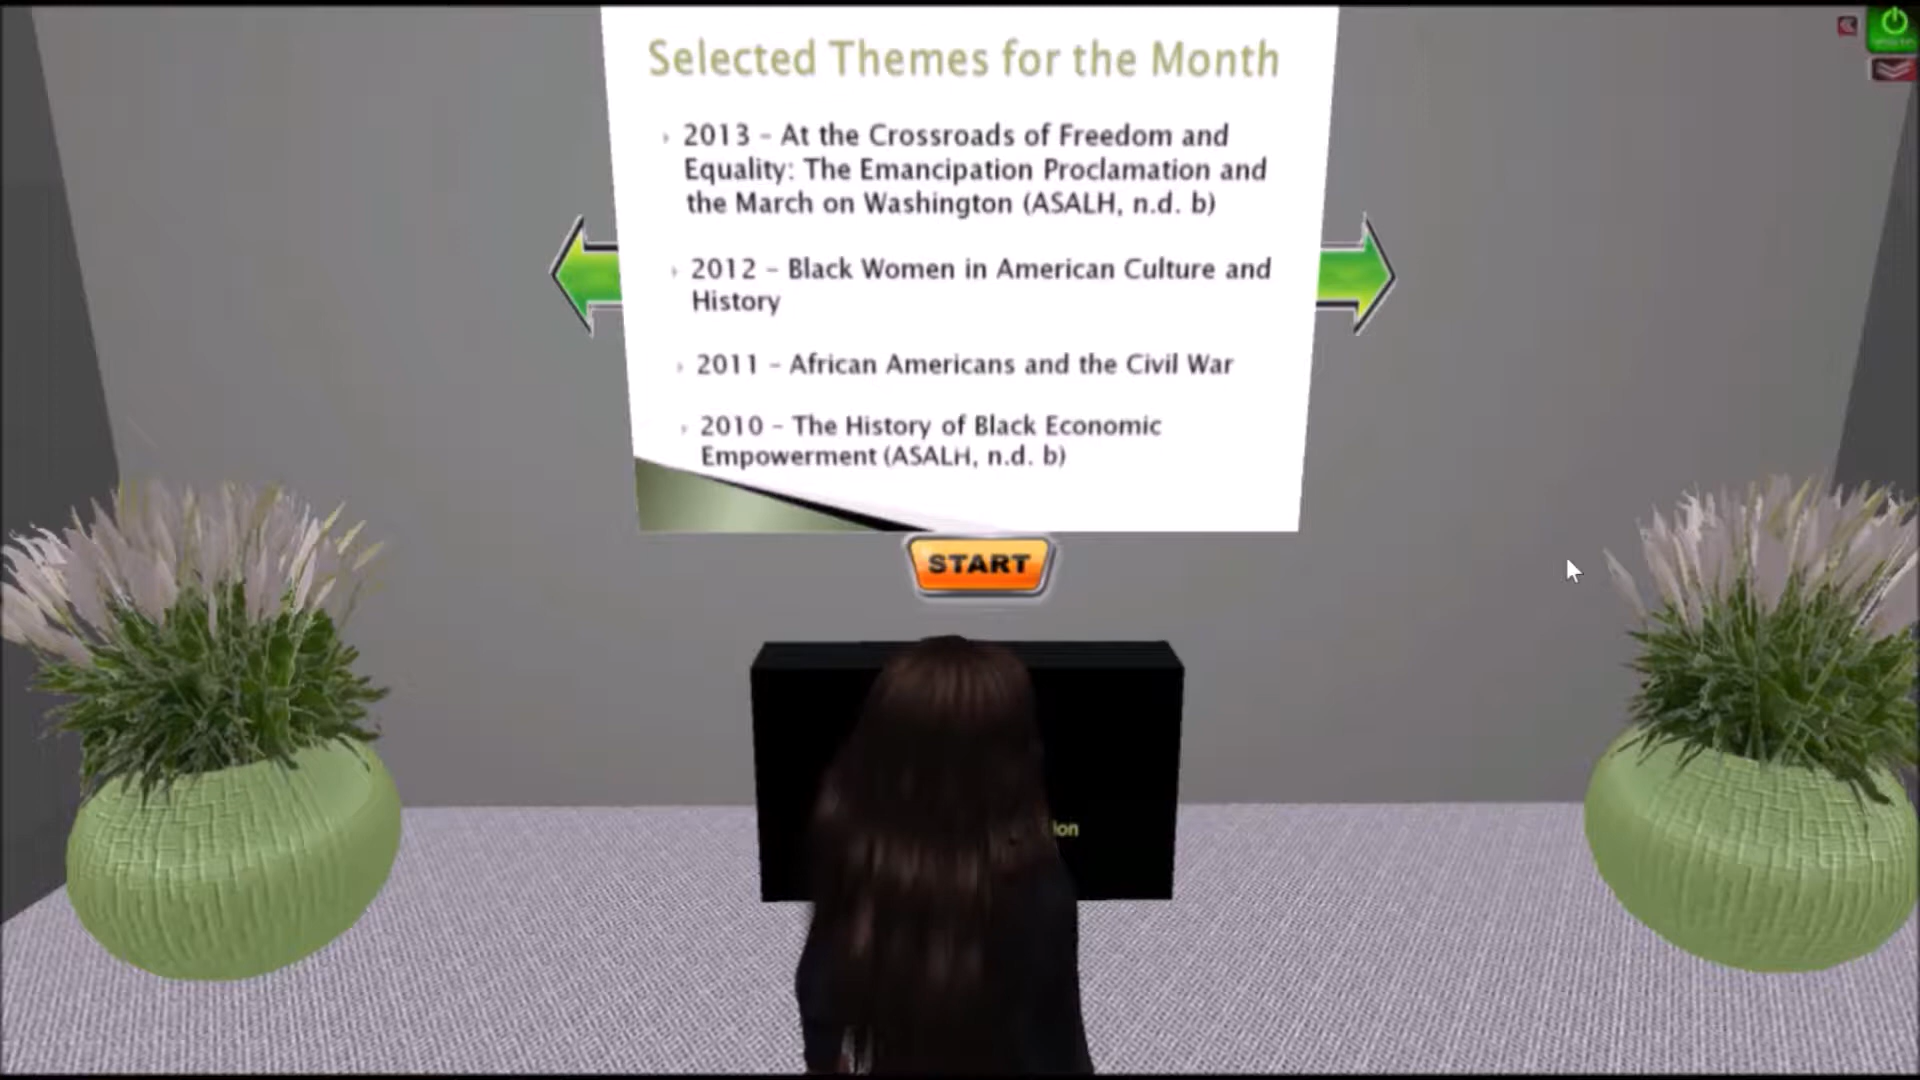 Selected Themes for the Month
2013 – At the Crossroads of Freedom and
Equality: The Emancipation Proclamation and
the March on Washington (ASALH, n.d. b)
2012 – Black Women in American Culture and
History
2011 – African Americans and the Civil War
2010 – The History of Black Economic
Empowerment (ASALH, n.d. b)
START